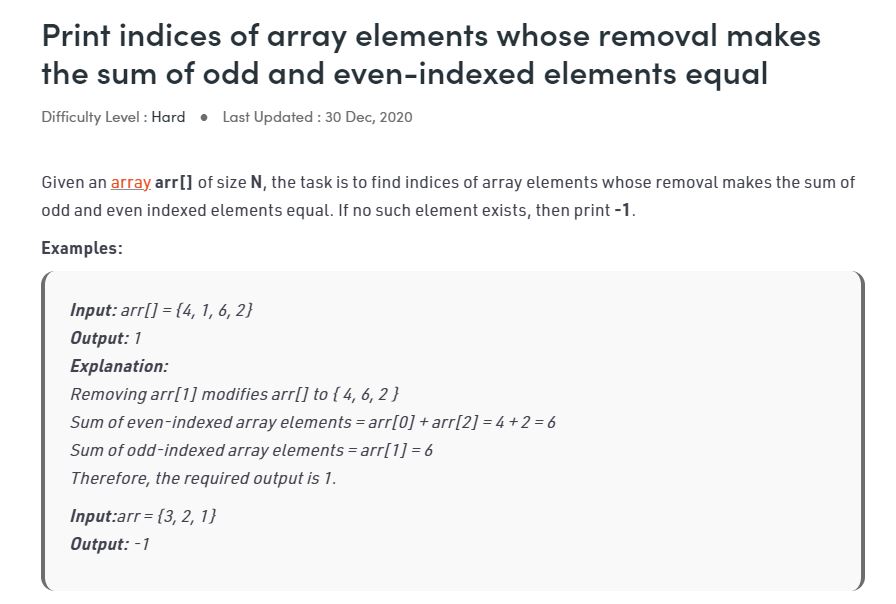 Print indices of array elements whose removal makes
the sum of odd and even-indexed elements equal
Difficulty Level : Hard ● Last Updated : 30 Dec, 2020
Given an array arr[] of size N, the task is to find indices of array elements whose removal makes the sum of
odd and even indexed elements equal. If no such element exists, then print -1.
Examples:
Input: arr[] = {4, 1, 6, 2}
Output: 1
Explanation:
Removing arr[1] modifies arr[] to { 4, 6, 2 }
Sum of even-indexed array elements = arr[0] + arr[2] = 4 + 2 = 6
Sum of odd-indexed array elements = arr[1] = 6
Therefore, the required output is 1.
Input:arr = {3, 2, 1}
Output: -1